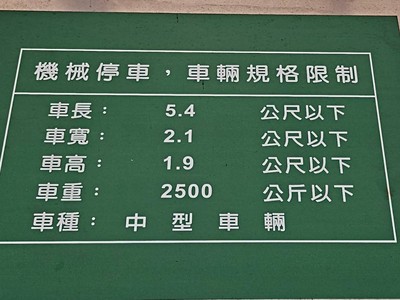 機械停車，車輛規格限制
車長： 5.4 公尺以下
車寬： 2.1 公尺以下
車高： 1.9 公尺以下
車重： 2500 公斤以下
車種： 中型車輛